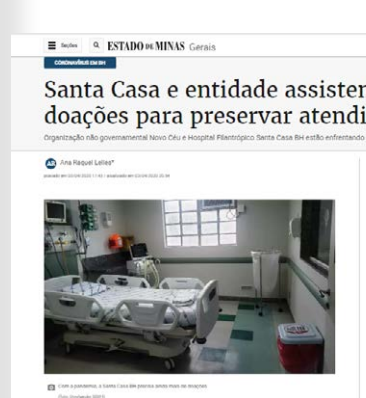 Seções ESTADO DE MINAS Gerais
CORONAVÍRUS EM BH
Santa Casa e entidade assister
doações para preservar atendi
Organização não governamental Novo Céu e Hospital Filantrópico Santa Casa BH estão enfrentando
AR Ana Raquel Lelles*
Com a pandemia, a Santa Casa BH precisa ainda mais de doações